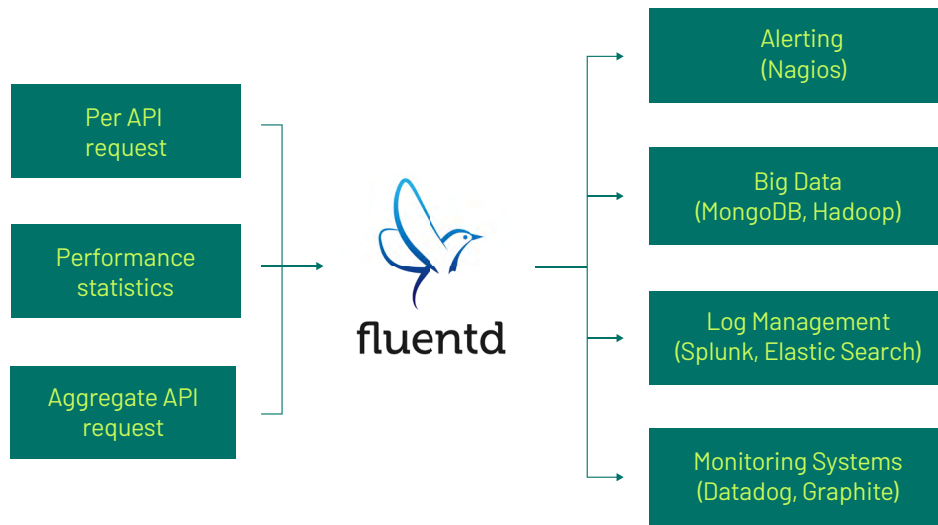 Per API
request
Performance
statistics
Aggregate API
request
fluentd
Alerting
(Nagios)
Big Data
(MongoDB, Hadoop)
Log Management
(Splunk, Elastic Search)
Monitoring Systems
(Datadog, Graphite)